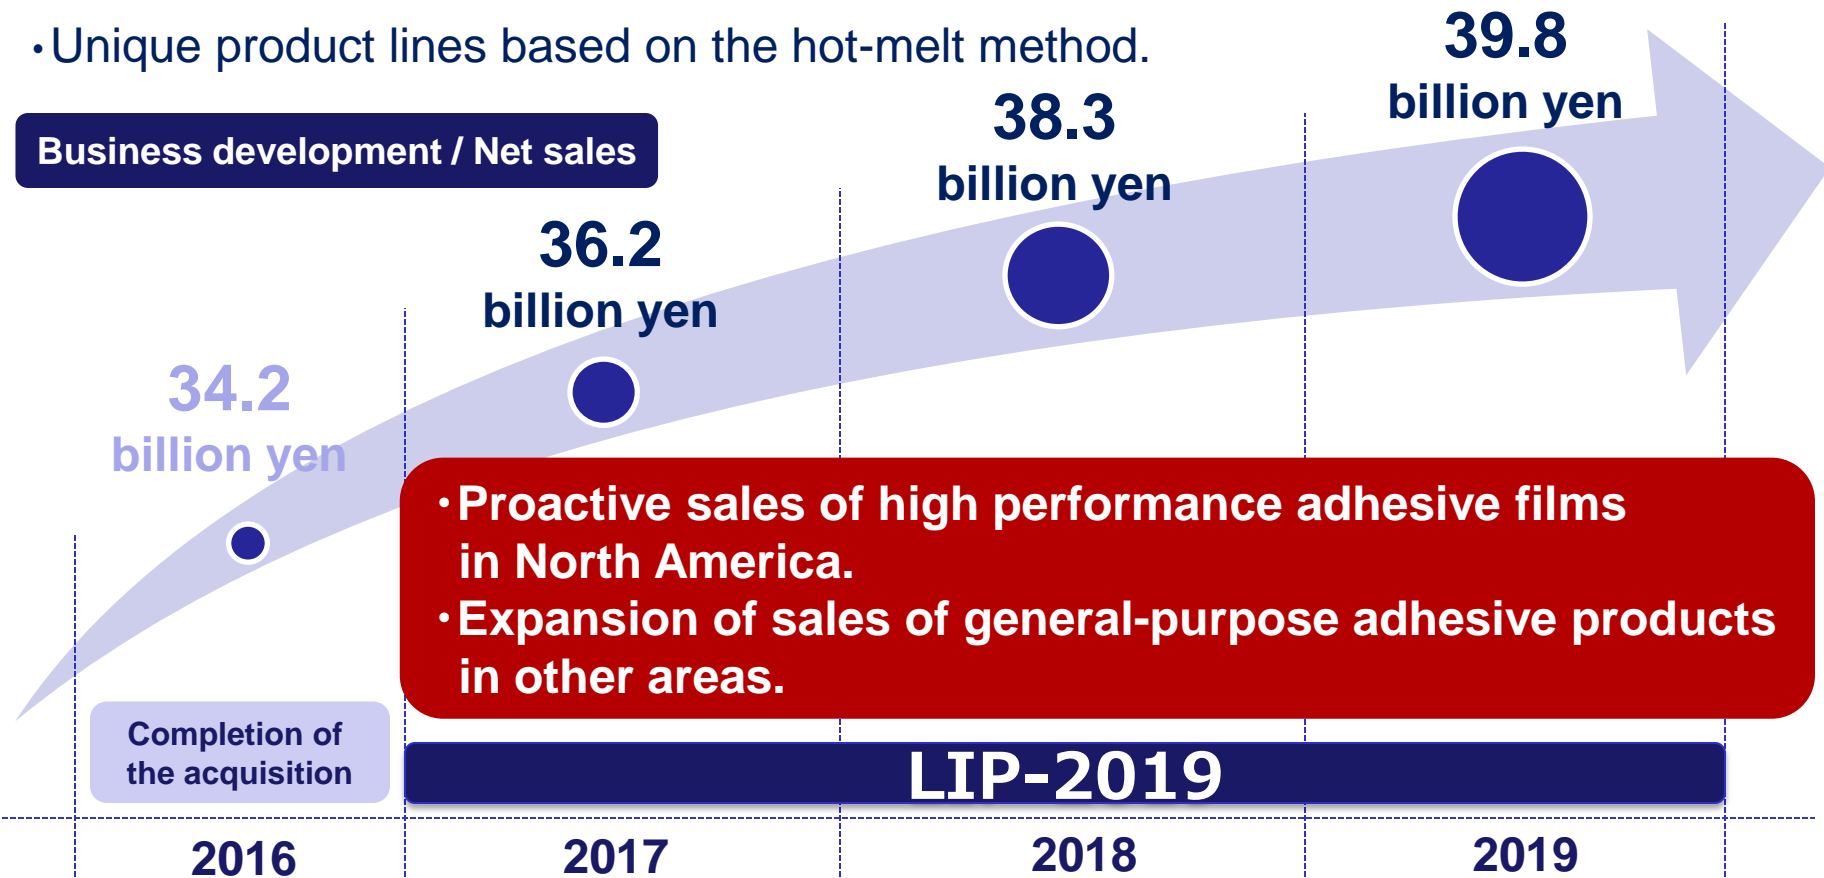 ・Unique product lines based on the hot-melt method.
Business development / Net sales
34.2
billion yen
36.2
billion yen
38.3
billion yen
39.8
billion yen
・Proactive sales of high performance adhesive films
in North America.
・Expansion of sales of general-purpose adhesive products
in other areas.
Completion of
the acquisition
LIP-2019
2016
2017
2018
2019